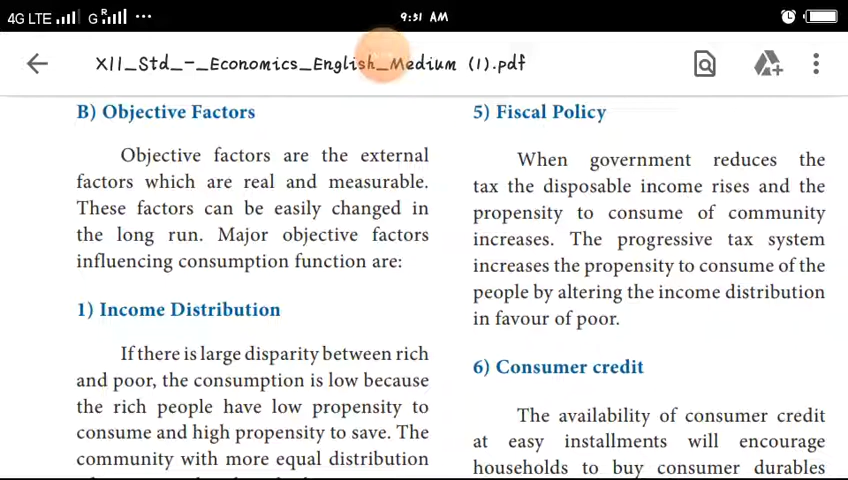 4G LTE G R 9:31 AM
XII_Std_-_Economics_English_Medium (1).pdf
B) Objective Factors
Objective factors are the external
factors which are real and measurable.
These factors can be easily changed in
the long run. Major objective factors
influencing consumption function are:
1) Income Distribution
If there is large disparity between rich
and poor, the consumption is low because
the rich people have low propensity to
consume and high propensity to save. The
community with more equal distribution
5) Fiscal Policy
When government reduces the
tax the disposable income rises and the
propensity to consume of community
increases. The progressive tax system
increases the propensity to consume of the
people by altering the income distribution
in favour of poor.
6) Consumer credit
The availability of consumer credit
at easy installments will encourage
households to buy consumer durables